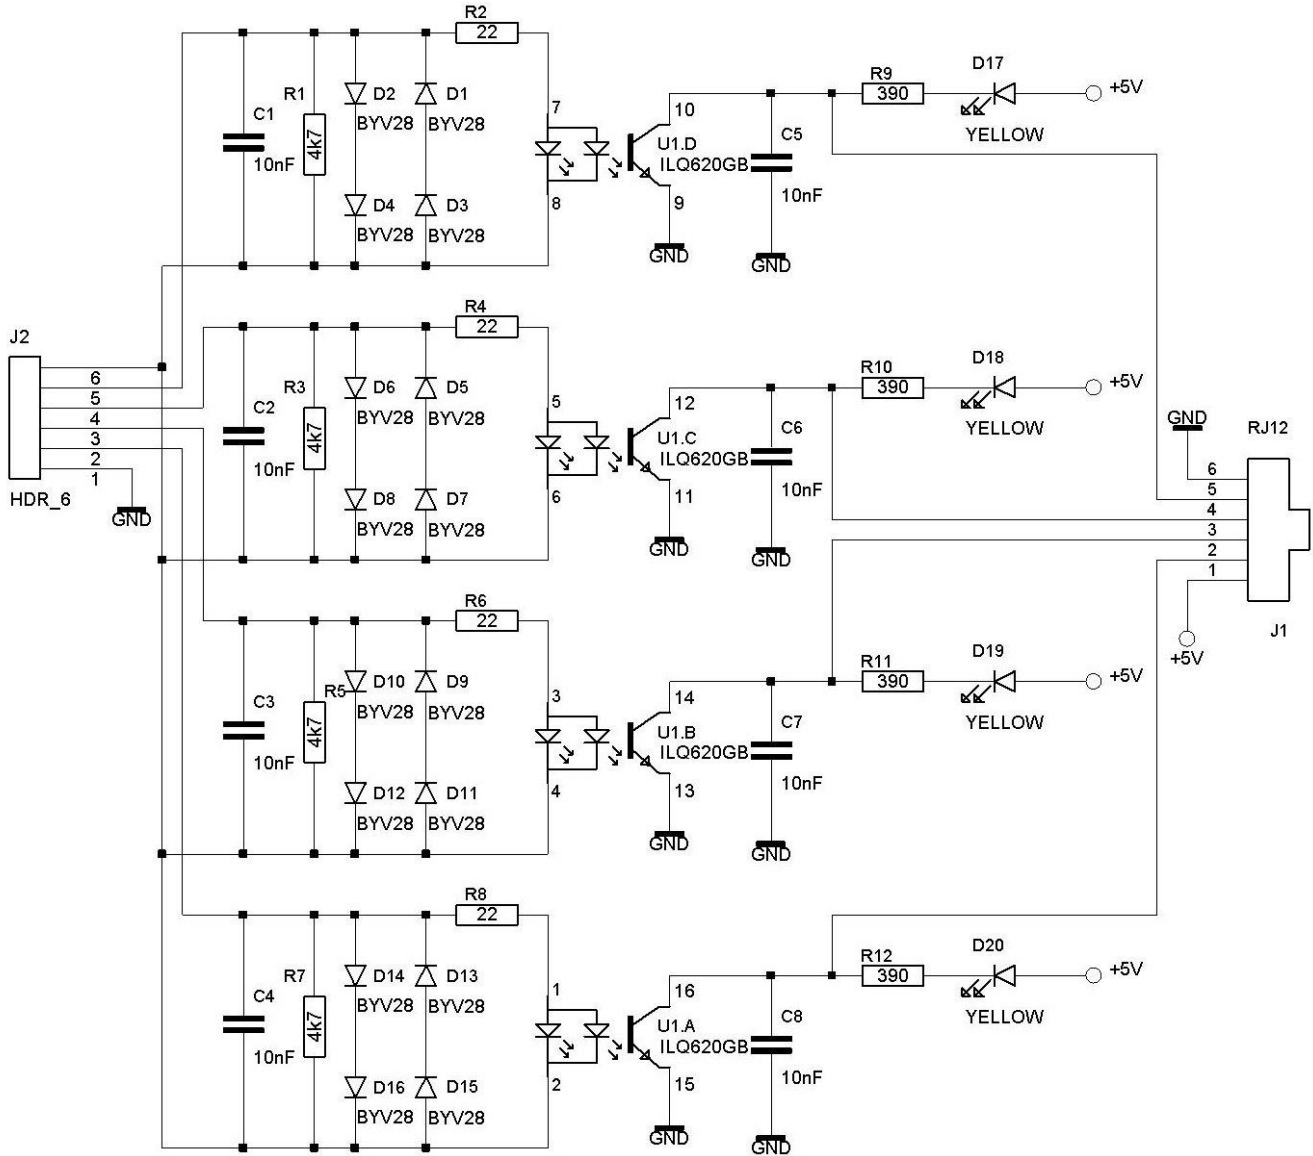 R2
22
C1
10nF
R1
4k7
D2
BYV28
D1
BYV28
D4
BYV28
D3
BYV28
7
8
10
U1.D
ILQ620GB
9
GND
C5
10nF
GND
R9
390
D17
YELLOW
+5V
R4
22
C2
10nF
R3
4k7
D6
BYV28
D5
BYV28
D8
BYV28
D7
BYV28
5
6
12
U1.C
ILQ620GB
11
GND
C6
10nF
GND
R10
390
D18
YELLOW
+5V
J2
6
5
4
3
2
1
HDR_6
GND
GND
RJ12
6
5
4
3
2
1
J1
+5V
R6
22
C3
10nF
R5
4k7
D10
BYV28
D9
BYV28
D12
BYV28
D11
BYV28
3
4
14
U1.B
ILQ620GB
13
GND
C7
10nF
GND
R11
390
D19
YELLOW
+5V
R8
22
C4
10nF
R7
4k7
D14
BYV28
D13
BYV28
D16
BYV28
D15
BYV28
1
2
16
U1.A
ILQ620GB
15
GND
C8
10nF
GND
R12
390
D20
YELLOW
+5V